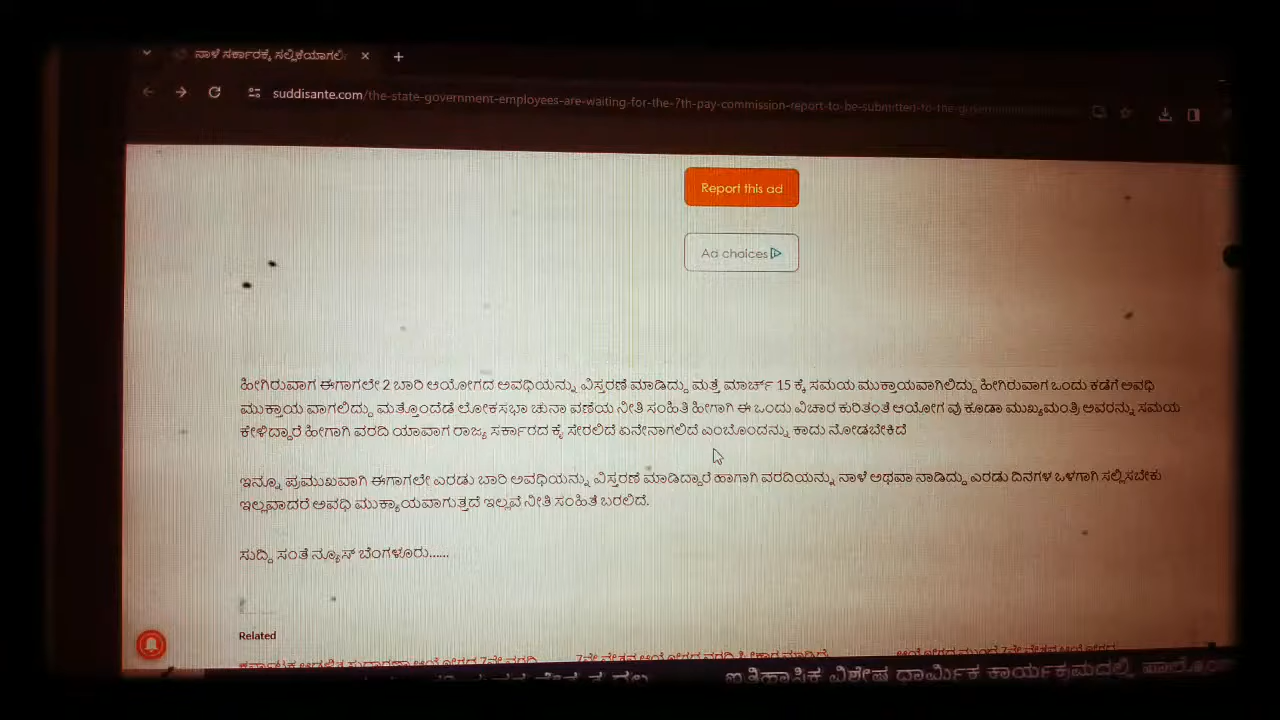 ನಾಳೆ ಸರ್ಕಾರಕ್ಕೆ ಸಲ್ಲಿಕೆಯಾಗಲಿ
suddisante.com/the-state-government-employees-are-waiting-for-the-7th-pay-commission-report-to-be-submitted-to-the-government
Report this ad
Ad choices
ಹೀಗಿರುವಾಗ ಈಗಾಗಲೇ 2 ಬಾರಿ ಆಯೋಗದ ಅವಧಿಯನ್ನು ವಿಸ್ತರಣೆ ಮಾಡಿದ್ದು ಮತ್ತೆ ಮಾರ್ಚ್ 15 ಕ್ಕೆ ಸಮಯ ಮುಕ್ತಾಯವಾಗಿಲಿದ್ದು ಹೀಗಿರುವಾಗ ಒಂದು ಕಡೆಗೆ ಅವಧಿ
ಮುಕ್ತಾಯ ವಾಗಲಿದ್ದು ಮತ್ತೊಂದೆಡೆ ಲೋಕಸಭಾ ಚುನಾ ವಣೆಯ ನೀತಿ ಸಂಹಿತಿ ಹೀಗಾಗಿ ಈ ಒಂದು ವಿಚಾರ ಕುರಿತಂತೆ ಆಯೋಗ ವು ಕೂಡಾ ಮುಖ್ಯಮಂತ್ರಿ ಅವರನ್ನು ಸಮಯ
ಕೇಳಿದ್ದಾರೆ ಹೀಗಾಗಿ ವರದಿ ಯಾವಾಗ ರಾಜ್ಯ ಸರ್ಕಾರದ ಕೈ ಸೇರಲಿದೆ ಏನೇನಾಗಲಿದೆ ಎಂಬೊಂದನ್ನು ಕಾದು ನೋಡಬೇಕಿದೆ
ಇನ್ನೂ ಪ್ರಮುಖವಾಗಿ ಈಗಾಗಲೇ ಎರಡು ಬಾರಿ ಅವಧಿಯನ್ನು ವಿಸ್ತರಣೆ ಮಾಡಿದ್ದಾರೆ ಹಾಗಾಗಿ ವರದಿಯನ್ನು ನಾಳೆ ಅಥವಾ ನಾಡಿದ್ದು ಎರಡು ದಿನಗಳ ಒಳಗಾಗಿ ಸಲ್ಲಿಸಬೇಕು
ಇಲ್ಲವಾದರೆ ಅವಧಿ ಮುಕ್ಯಾಯವಾಗುತ್ತದೆ ಇಲ್ಲವೆ ನೀತಿ ಸಂಹಿತೆ ಬರಲಿದೆ.
ಸುದ್ದಿ ಸಂತೆ ನ್ಯೂಸ್ ಬೆಂಗಳೂರು......
Related
ಐತಿಹಾಸಿಕ ವಿಶೇಷ ಧಾರ್ಮಿಕ ಕಾರ್ಯಕ್ರಮದಲ್ಲಿ